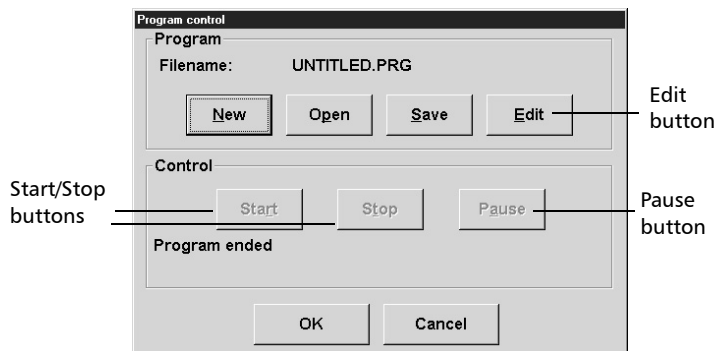 Program control
Program
Filename: UNTITLED.PRG
New Open Save Edit
Edit
button
Control
Start/Stop
buttons
Start Stop Pause
Pause
button
Program ended
OK Cancel